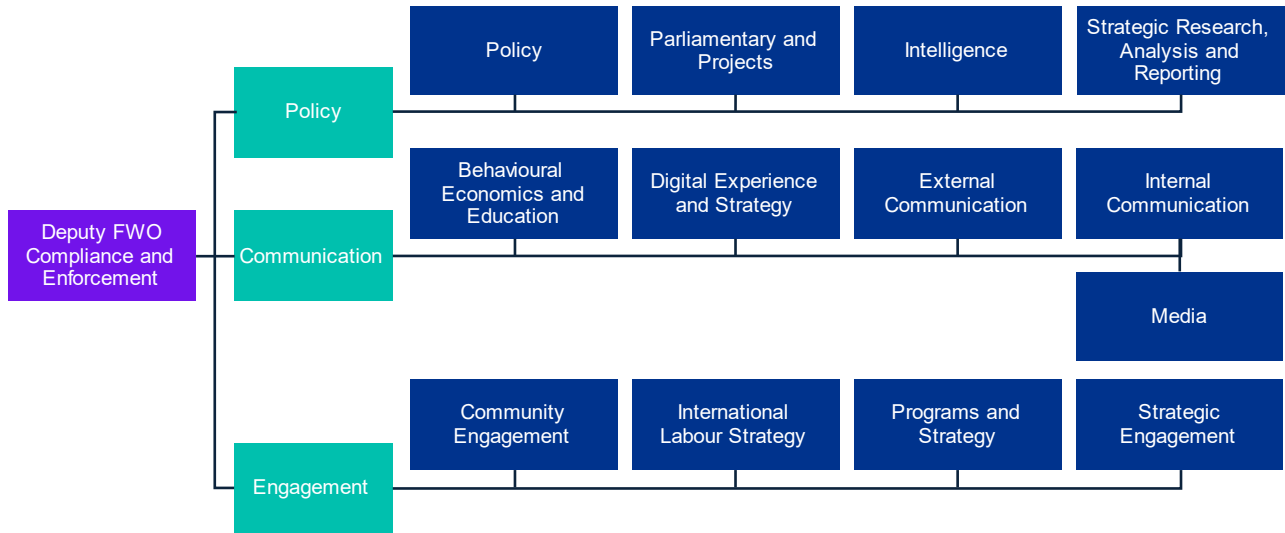 Policy
Parliamentary and
Projects
Intelligence
Strategic Research,
Analysis and
Reporting
Policy
Behavioural
Economics and
Education
Digital Experience
and Strategy
External
Communication
Internal
Communication
Deputy FWO
Compliance and
Enforcement
Communication
Media
Community
Engagement
International
Labour Strategy
Programs and
Strategy
Strategic
Engagement
Engagement